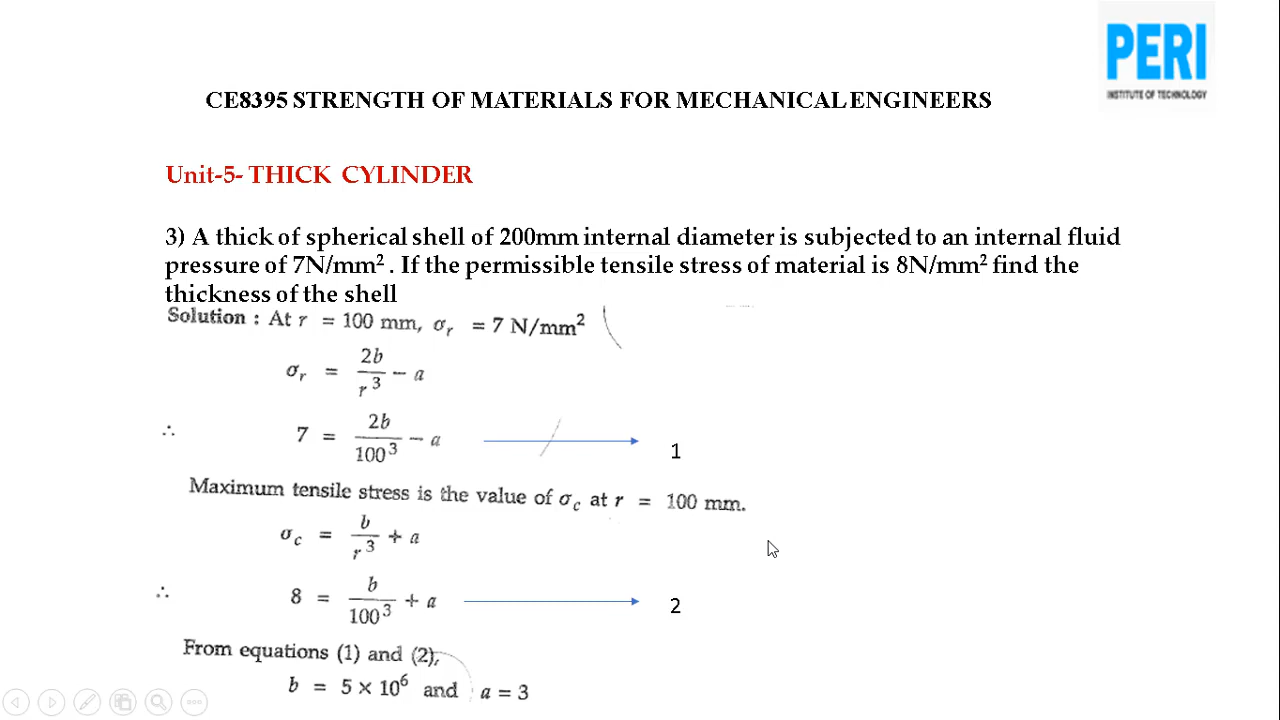 PERI
INSTITUTE OF TECHNOLOGY
CE8395 STRENGTH OF MATERIALS FOR MECHANICAL ENGINEERS
Unit-5- THICK CYLINDER
3) A thick of spherical shell of 200mm internal diameter is subjected to an internal fluid
pressure of 7N/mm² . If the permissible tensile stress of material is 8N/mm² find the
thickness of the shell
Solution : At r = 100 mm, σr = 7 N/mm²
σr = 2b/r³ − a
∴ 7 = 2b/100³ − a 1
Maximum tensile stress is the value of σc at r = 100 mm.
σc = b/r³ + a
∴ 8 = b/100³ + a 2
From equations (1) and (2),
b = 5 × 10⁶ and a = 3